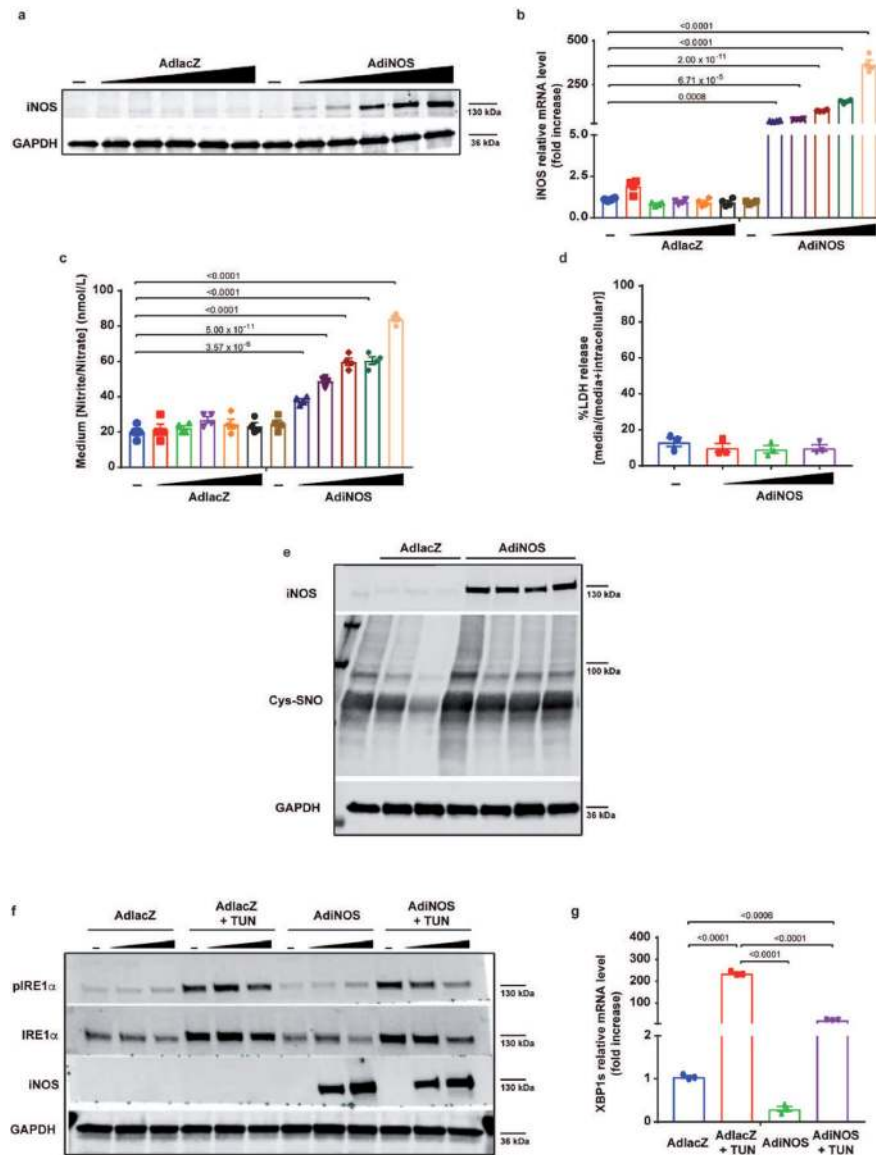 a
AdlacZ
AdiNOS
–
–
iNOS
130 kDa
GAPDH
36 kDa
b
<0.0001
<0.0001
2.00 x 10⁻¹¹
6.71 x 10⁻⁵
0.0008
iNOS relative mRNA level
(fold increase)
500
250
5.0
2.5
0.0
–
–
AdlacZ
AdiNOS
c
<0.0001
<0.0001
<0.0001
5.00 x 10⁻¹¹
3.57 x 10⁻⁶
Medium [Nitrite/Nitrate] (nmol/L)
100
80
60
40
20
0
–
–
AdlacZ
AdiNOS
d
%LDH release
[media/(media+intracellular)]
100
80
60
40
20
0
–
AdiNOS
e
AdlacZ
AdiNOS
iNOS
130 kDa
100 kDa
Cys-SNO
GAPDH
36 kDa
f
AdlacZ
AdlacZ
+ TUN
AdiNOS
AdiNOS
+ TUN
–
–
–
–
pIRE1α
130 kDa
IRE1α
130 kDa
iNOS
130 kDa
GAPDH
36 kDa
g
<0.0006
<0.0001
<0.0001
<0.0001
XBP1s relative mRNA level
(fold increase)
400
300
200
100
1
0
AdlacZ
AdlacZ
+ TUN
AdiNOS
AdiNOS
+ TUN